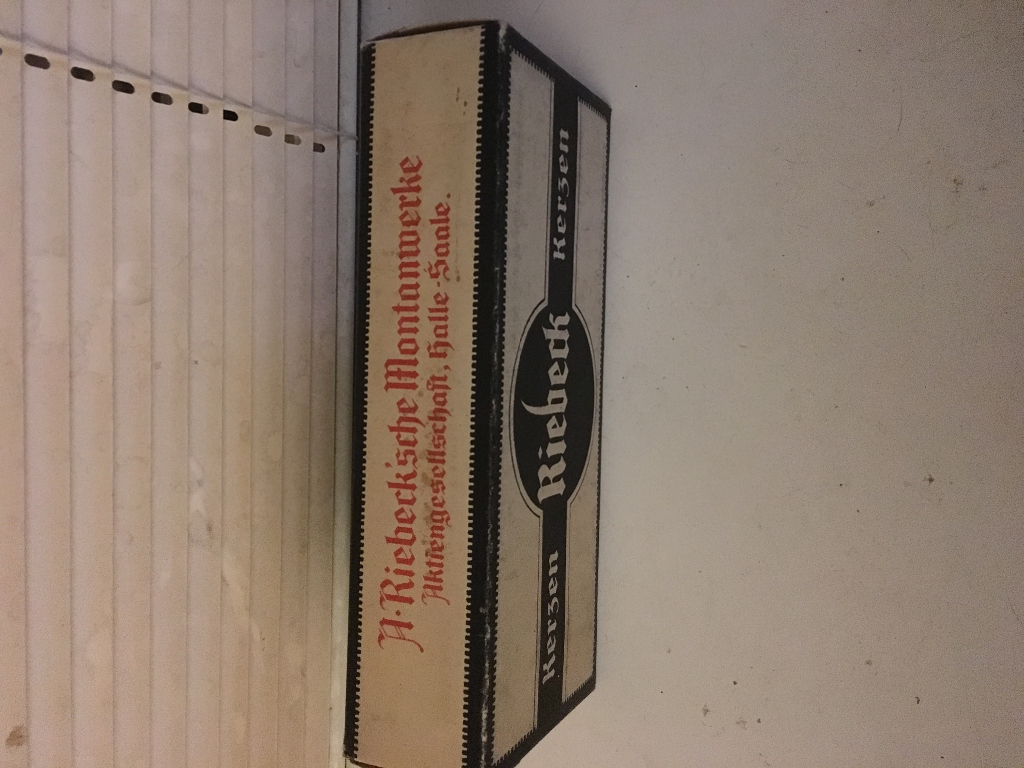 A. Riebeck'sche Montanwerke
Aktiengesellschaft, Halle-Saale.
Kerzen Riebeck Kerzen